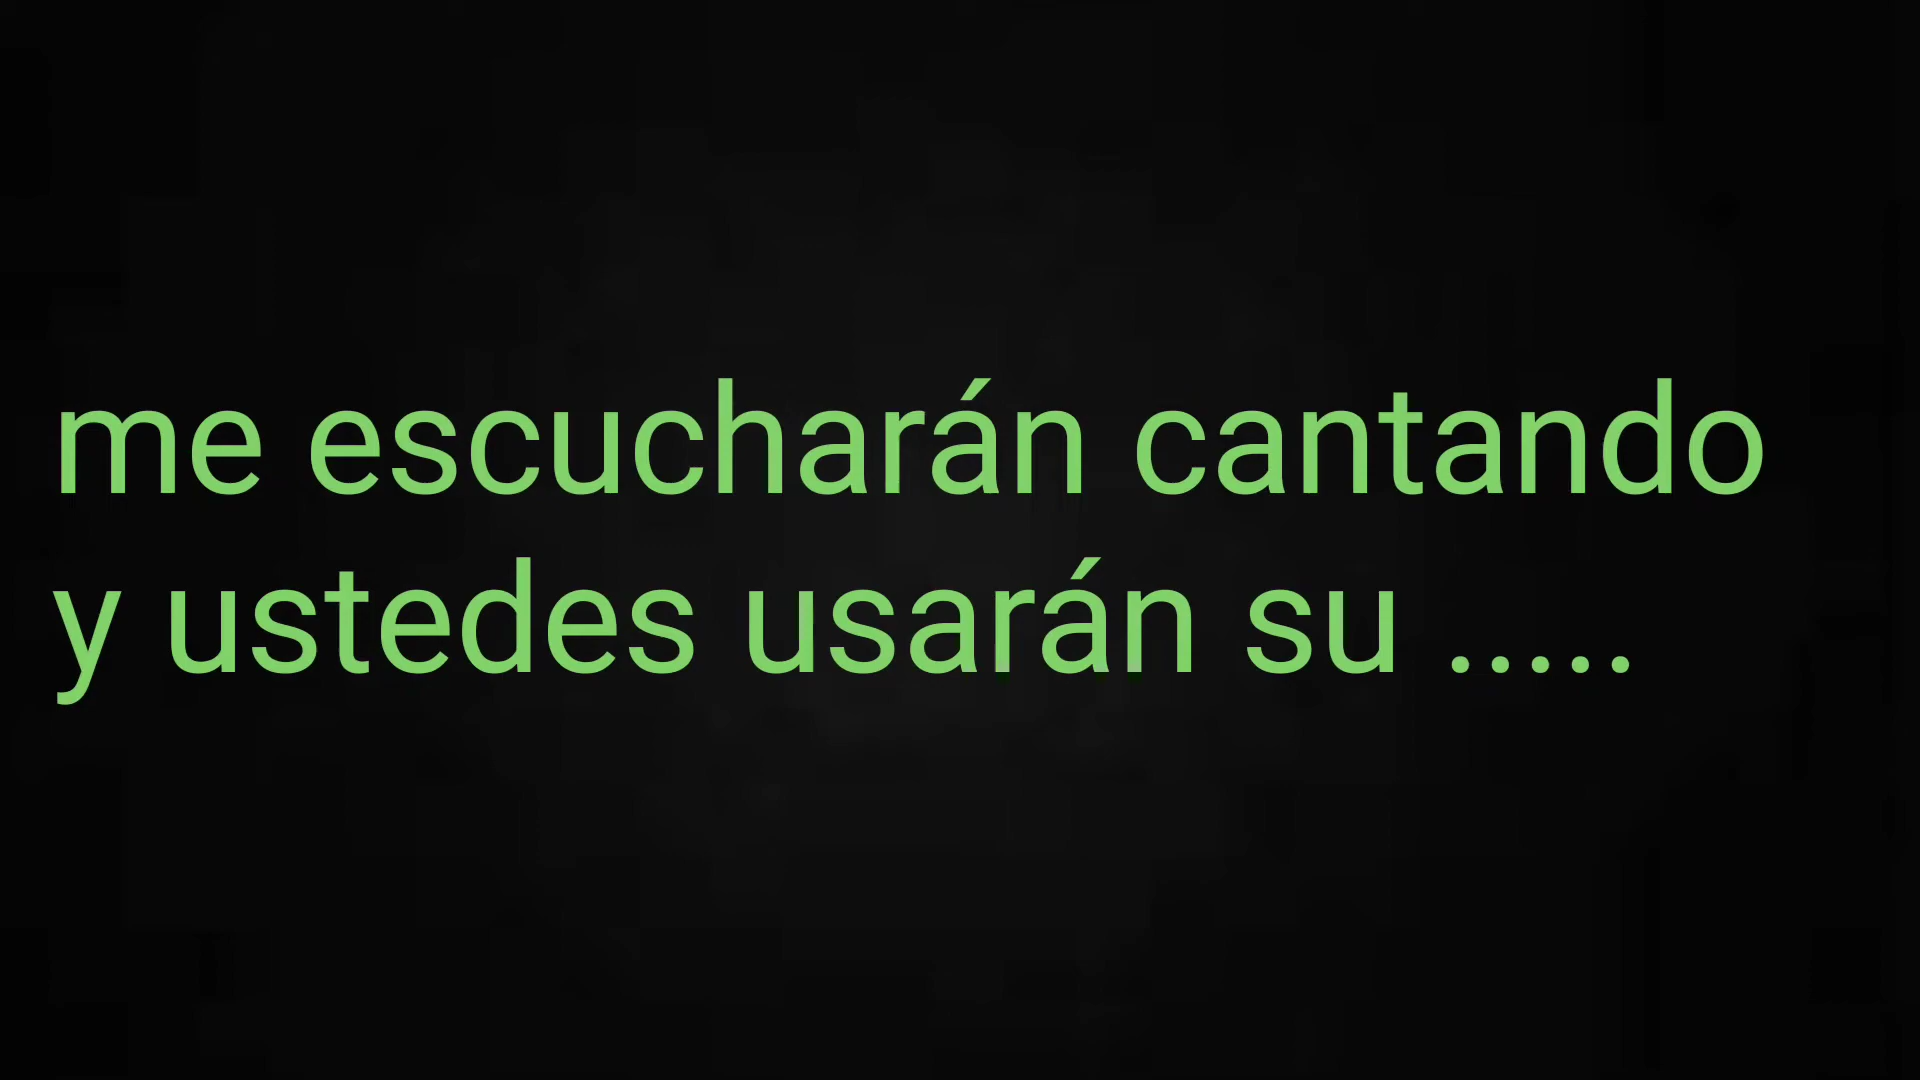 me escucharán cantando
y ustedes usarán su .....